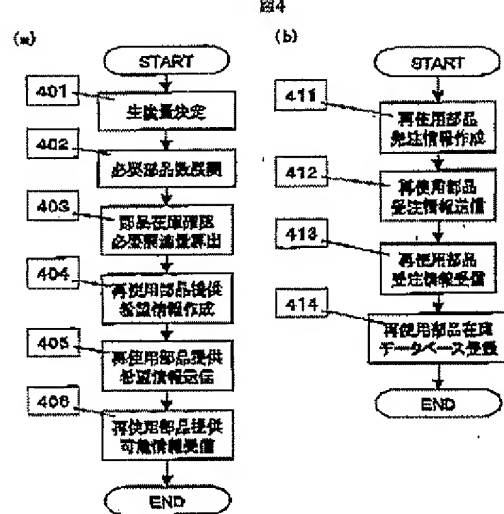 図4
(a)
START
401
生産量決定
402
必要部品数展開
403
部品在庫確認
必要調達量算出
404
再使用部品提供
希望情報作成
405
再使用部品提供
希望情報送信
406
再使用部品提供
可能情報受信
END
(b)
START
411
再使用部品
発注情報作成
412
再使用部品
受注情報送信
413
再使用部品
受注情報受信
414
再使用部品在庫
データベース登録
END